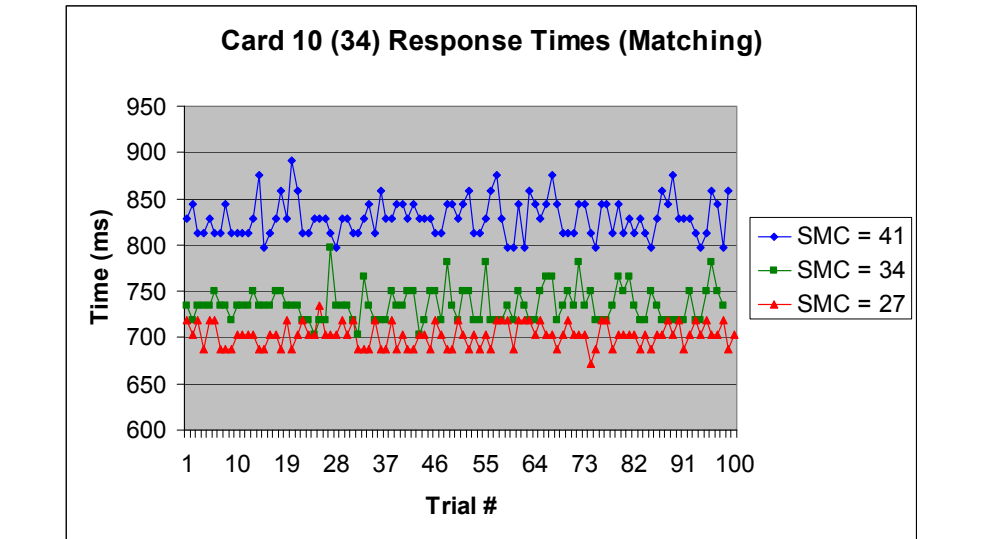 Card 10 (34) Response Times (Matching)
950
900
850
800
750
700
650
600
Time (ms)
1 10 19 28 37 46 55 64 73 82 91 100
Trial #
SMC = 41
SMC = 34
SMC = 27